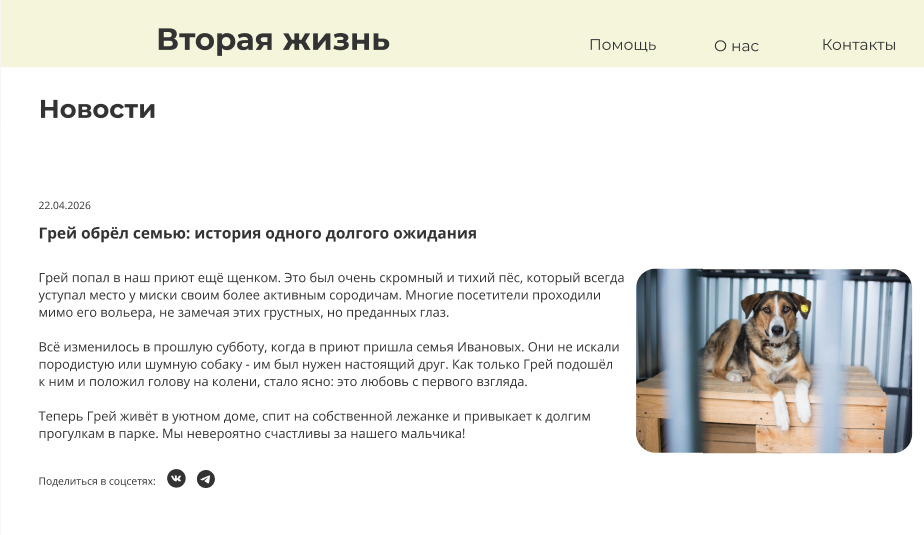 Вторая жизнь
Помощь
О нас
Контакты
Новости
22.04.2026
Грей обрёл семью: история одного долгого ожидания
Грей попал в наш приют ещё щенком. Это был очень скромный и тихий пёс, который всегда
уступал место у миски своим более активным сородичам. Многие посетители проходили
мимо его вольера, не замечая этих грустных, но преданных глаз.
Всё изменилось в прошлую субботу, когда в приют пришла семья Ивановых. Они не искали
породистую или шумную собаку - им был нужен настоящий друг. Как только Грей подошёл
к ним и положил голову на колени, стало ясно: это любовь с первого взгляда.
Теперь Грей живёт в уютном доме, спит на собственной лежанке и привыкает к долгим
прогулкам в парке. Мы невероятно счастливы за нашего мальчика!
Поделиться в соцсетях: